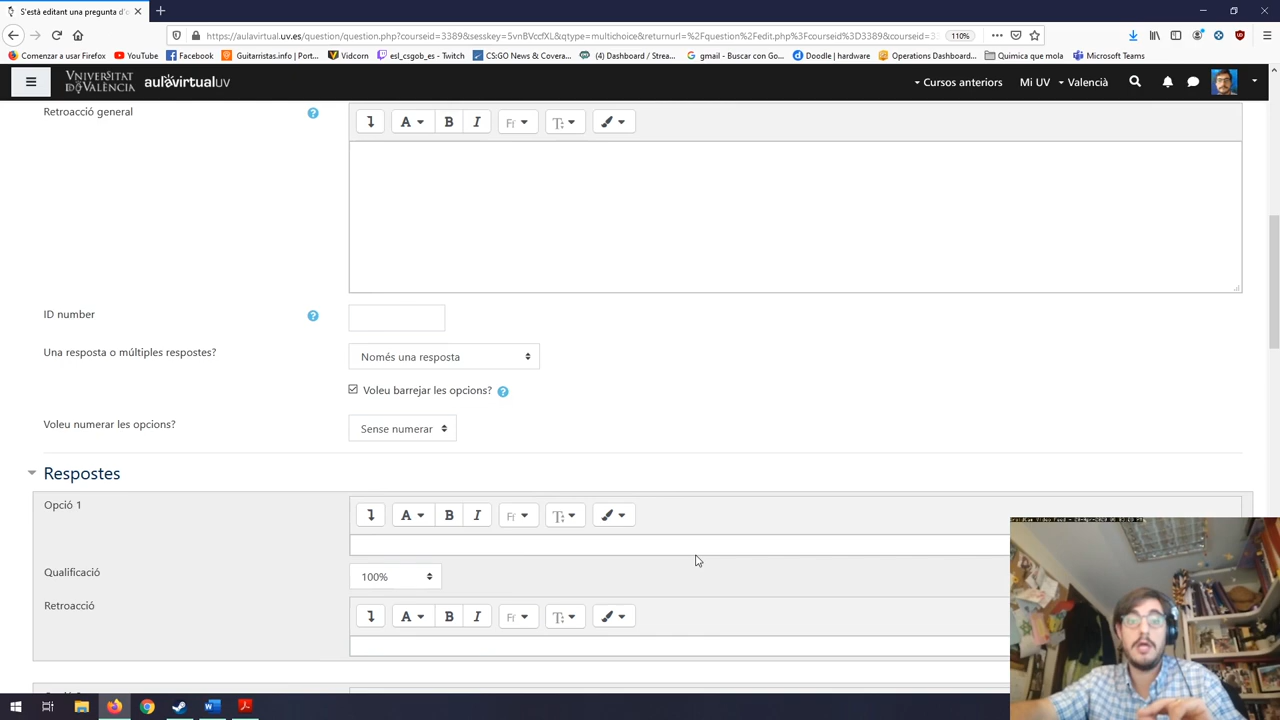 S'està editant una pregunta d'o
https://aulavirtual.uv.es/question/question.php?courseid=3389&sesskey=5vnBVccfXL&qtype=multichoice&returnurl=%2Fquestion%2Fedit.php%3Fcourseid%3D3389&courseid=3
110%
Comenzar a usar Firefox YouTube Facebook Guitarristas.info | Port... Vidcorn esl_csgob_es - Twitch CS:GO News & Covera... (4) Dashboard / Strea... gmail - Buscar con Go... Doodle | hardware Operations Dashboard... Quimica que mola Microsoft Teams
VNIVERSITAT DE VALÈNCIA aulavirtualuv Cursos anteriors Mi UV Valencià
Retroacció general
A B I
ID number
Una resposta o múltiples respostes? Només una resposta
Voleu barrejar les opcions?
Voleu numerar les opcions? Sense numerar
Respostes
Opció 1
A B I
Qualificació 100%
Retroacció
A B I